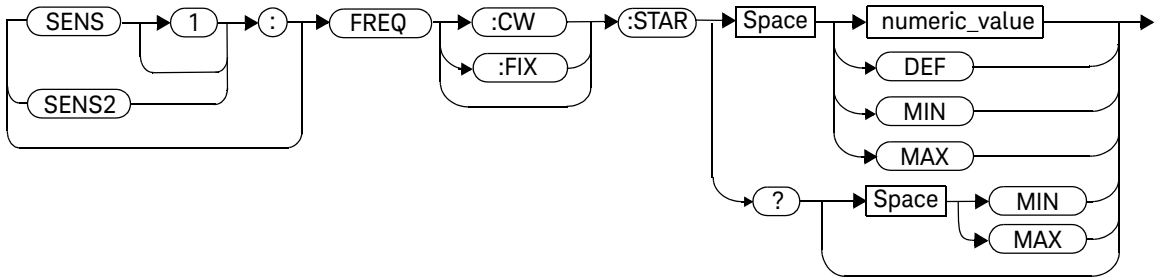 SENS 1 : FREQ :CW :STAR Space numeric_value
:FIX DEF
SENS2 MIN
MAX
? Space MIN
MAX